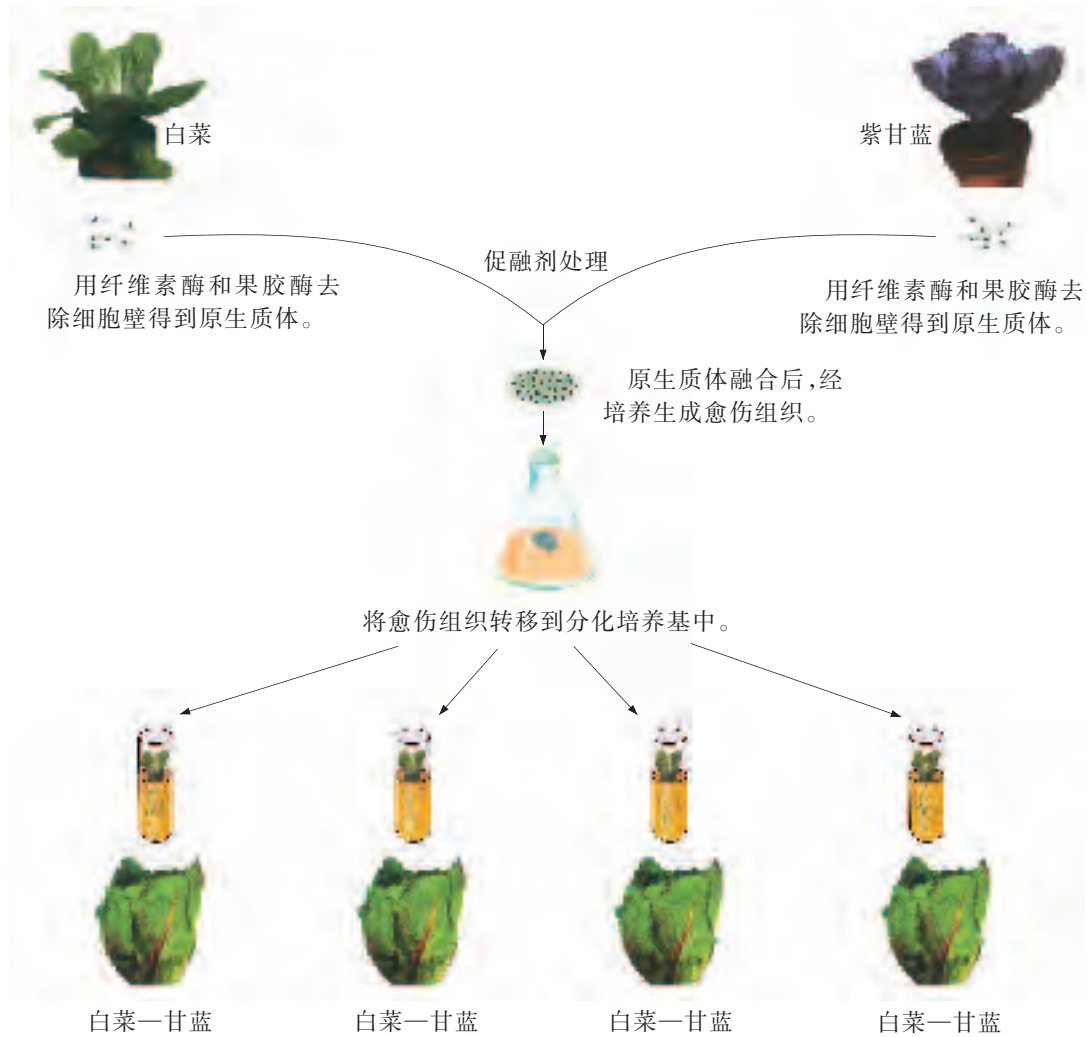 白菜
紫甘蓝
促融剂处理
用纤维素酶和果胶酶去
除细胞壁得到原生质体。
用纤维素酶和果胶酶去
除细胞壁得到原生质体。
原生质体融合后,经
培养生成愈伤组织。
将愈伤组织转移到分化培养基中。
白菜—甘蓝
白菜—甘蓝
白菜—甘蓝
白菜—甘蓝